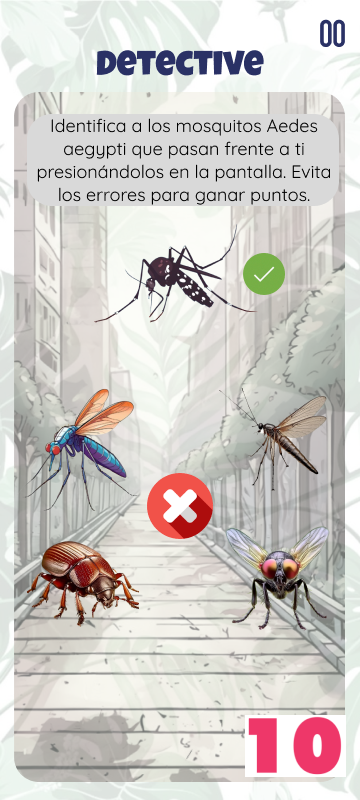 00
DETECTIVE
Identifica a los mosquitos Aedes
aegypti que pasan frente a ti
presionándolos en la pantalla. Evita
los errores para ganar puntos.
10